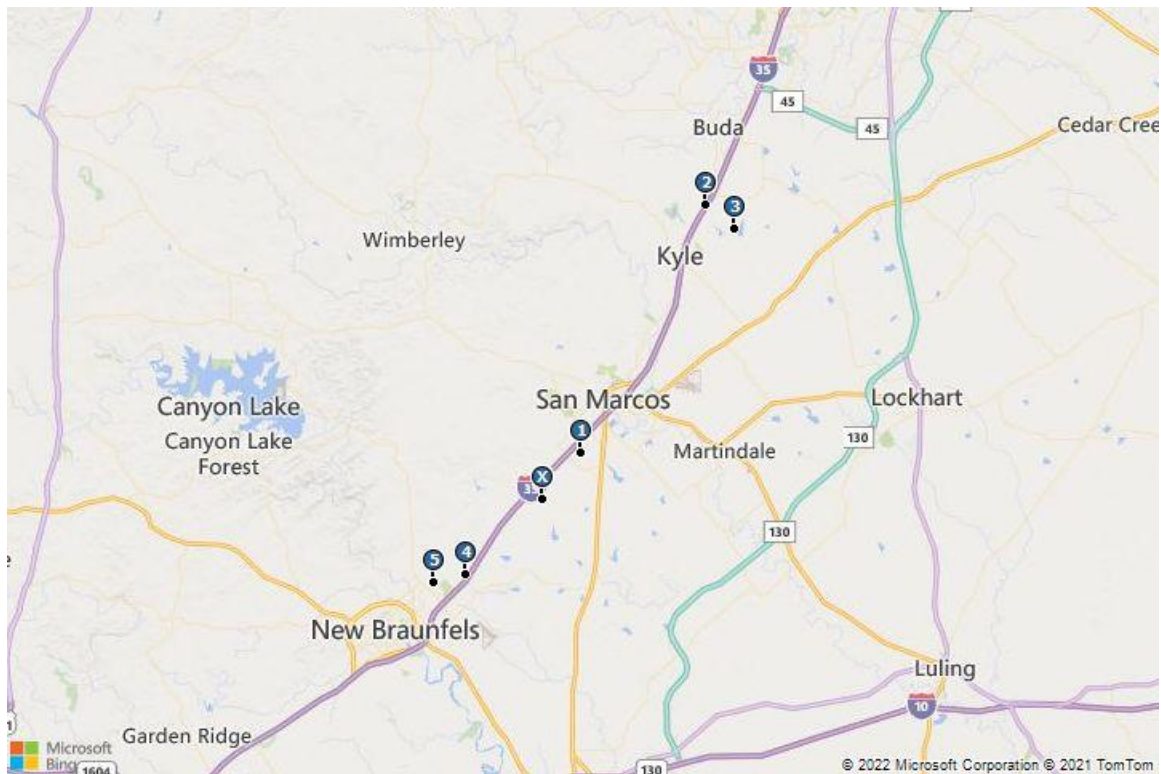 35
45
Buda
45
Cedar Cree
2
3
Wimberley
Kyle
San Marcos
Canyon Lake
Lockhart
1
Canyon Lake
Forest
130
Martindale
X
35
130
5
4
e
New Braunfels
Luling
10
1
Garden Ridge
Microsoft
Bing
1604
130
© 2022 Microsoft Corporation © 2021 TomTom